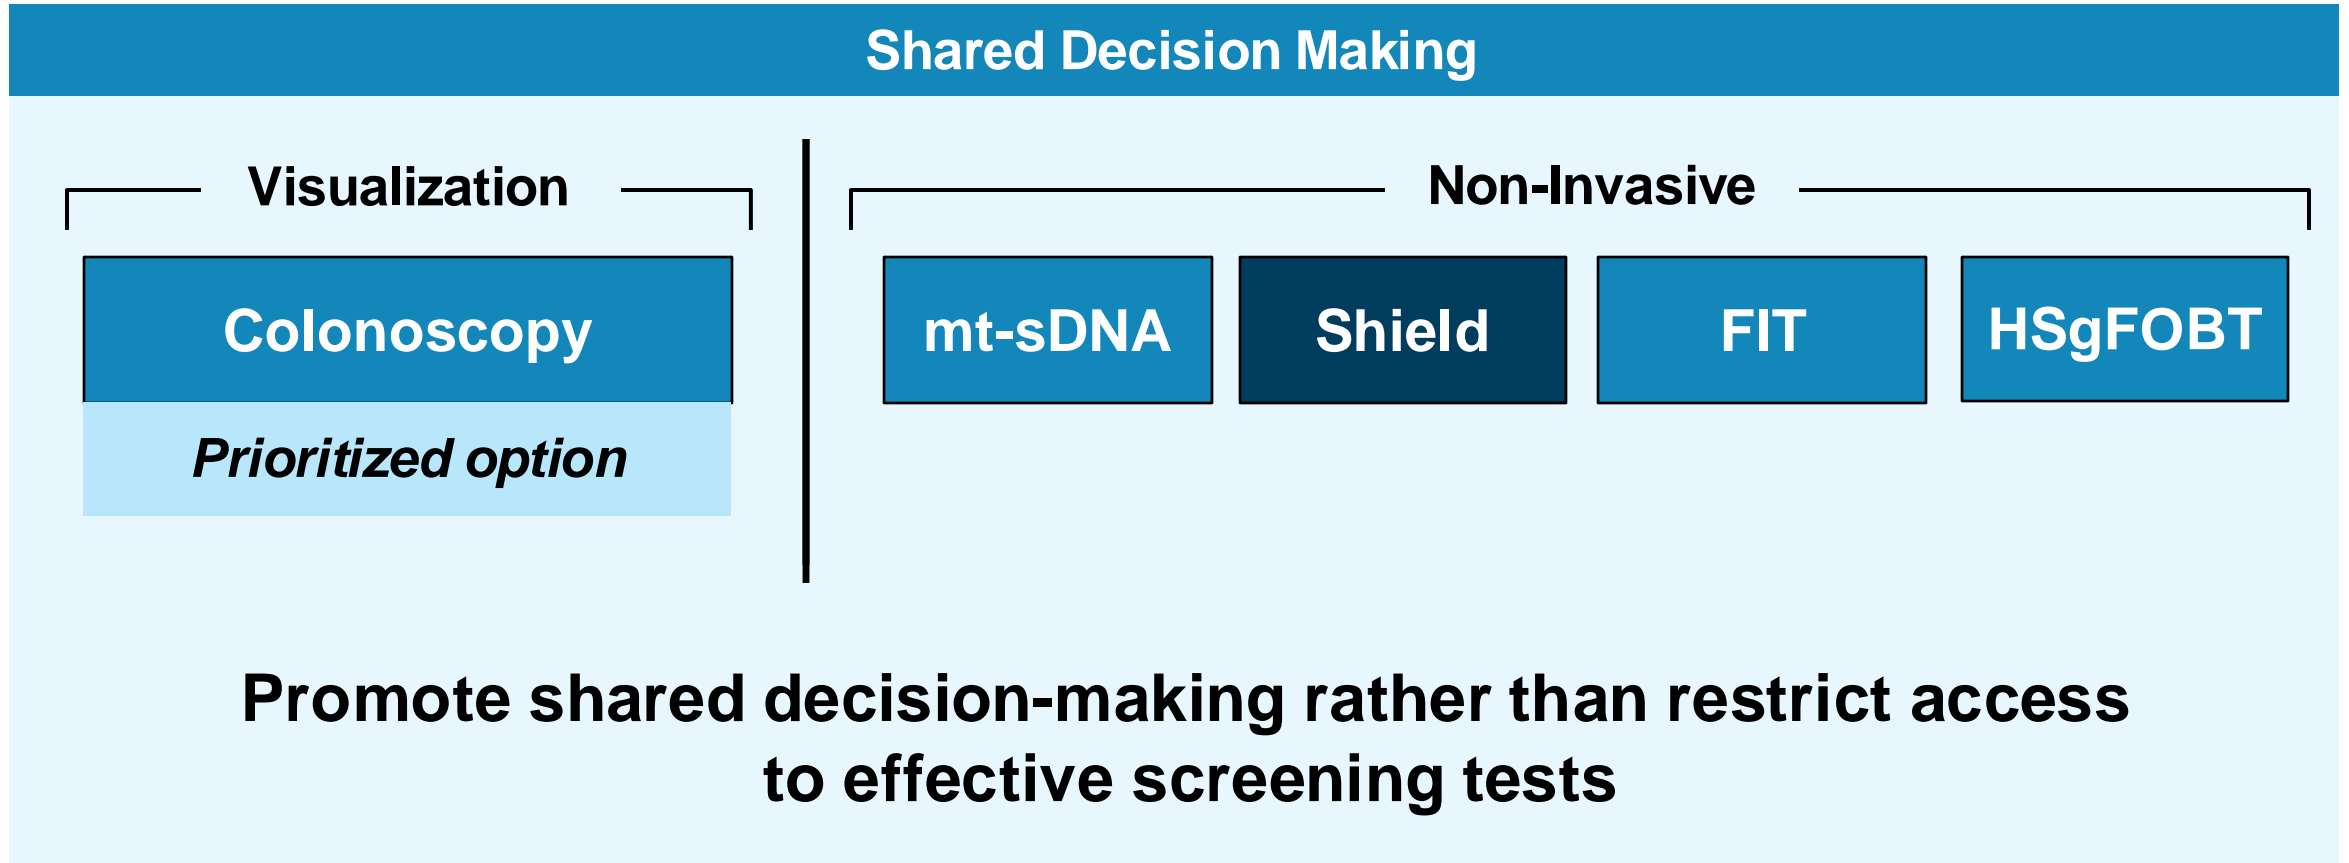 Shared Decision Making
Visualization
Non-Invasive
Colonoscopy
mt-sDNA
Shield
FIT
HSgFOBT
Prioritized option
Promote shared decision-making rather than restrict access
to effective screening tests